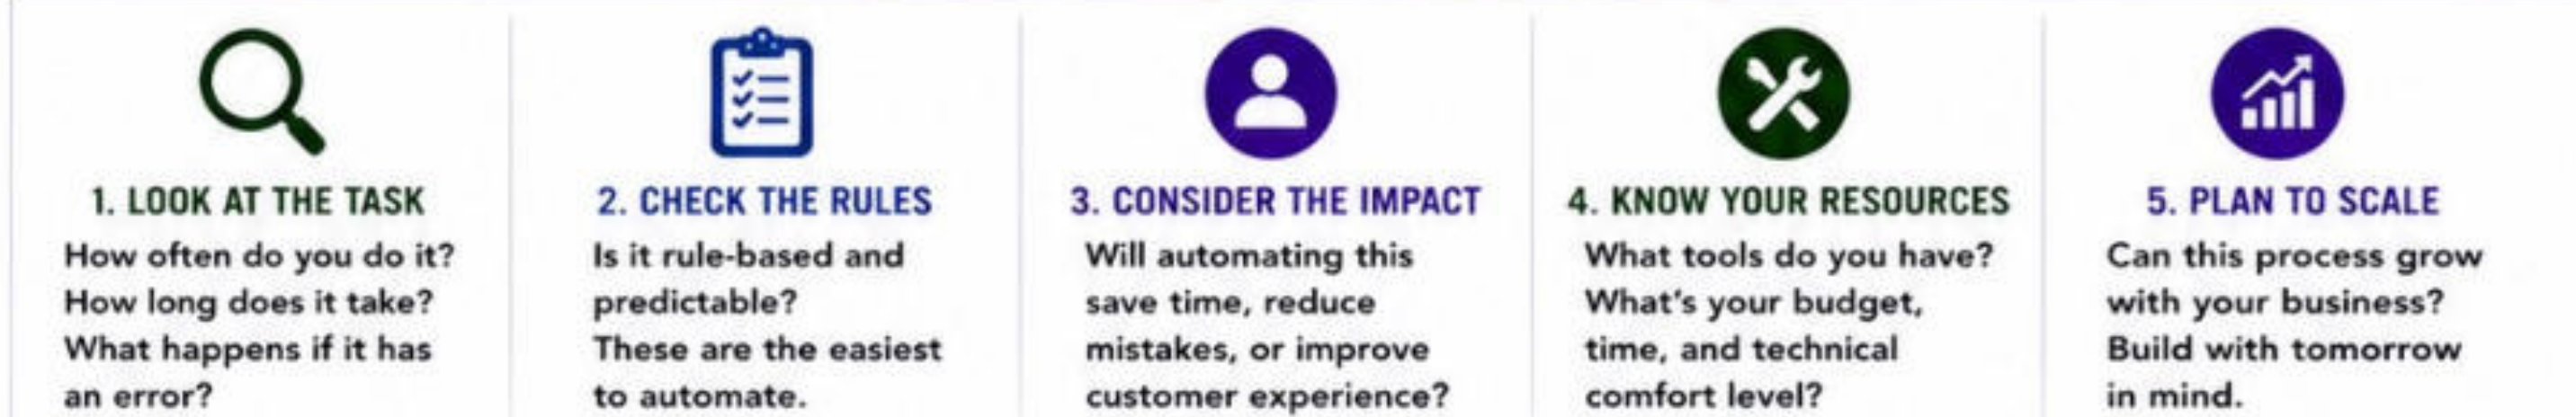 1. LOOK AT THE TASK
How often do you do it?
How long does it take?
What happens if it has
an error?
2. CHECK THE RULES
Is it rule-based and
predictable?
These are the easiest
to automate.
3. CONSIDER THE IMPACT
Will automating this
save time, reduce
mistakes, or improve
customer experience?
4. KNOW YOUR RESOURCES
What tools do you have?
What's your budget,
time, and technical
comfort level?
5. PLAN TO SCALE
Can this process grow
with your business?
Build with tomorrow
in mind.